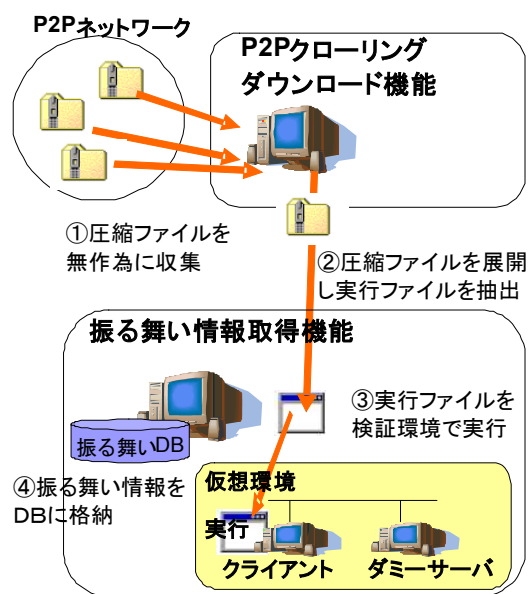 P2Pネットワーク
P2Pクローリング
ダウンロード機能
①圧縮ファイルを
無作為に収集
②圧縮ファイルを展開
し実行ファイルを抽出
振る舞い情報取得機能
③実行ファイルを
検証環境で実行
振る舞いDB
④振る舞い情報を
ＤＢに格納
仮想環境
実行
クライアント
ダミーサーバ